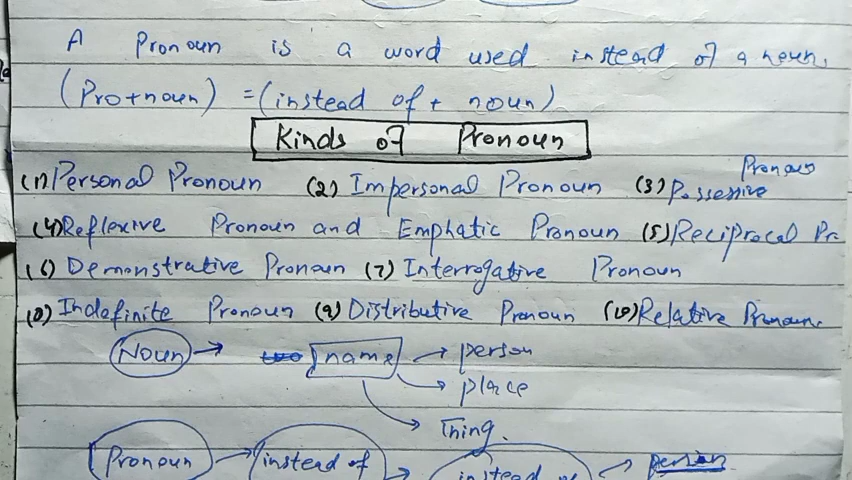 A Pronoun is a word used instead of a noun.
(Pro+noun) = (instead of + noun)
Kinds of Pronoun
(1) Personal Pronoun (2) Impersonal Pronoun (3) Possessive Pronoun
(4) Reflexive Pronoun and Emphatic Pronoun (5) Reciprocal Pr
(6) Demonstrative Pronoun (7) Interrogative Pronoun
(8) Indefinite Pronoun (9) Distributive Pronoun (10) Relative Pronoun.
Noun → name → person
→ place
→ Thing.
Pronoun → instead of → instead of → person